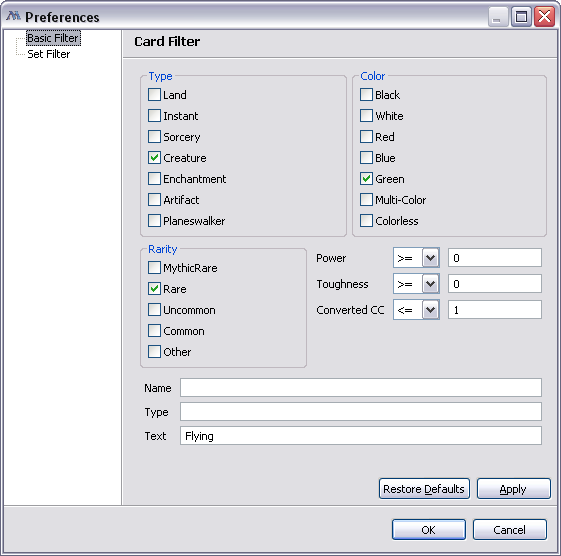 Preferences
Basic Filter
Set Filter
Card Filter
Type
Land
Instant
Sorcery
Creature
Enchantment
Artifact
Planeswalker
Color
Black
White
Red
Blue
Green
Multi-Color
Colorless
Rarity
MythicRare
Rare
Uncommon
Common
Other
Power >= 0
Toughness >= 0
Converted CC <= 1
Name
Type
Text Flying
Restore Defaults Apply
OK Cancel